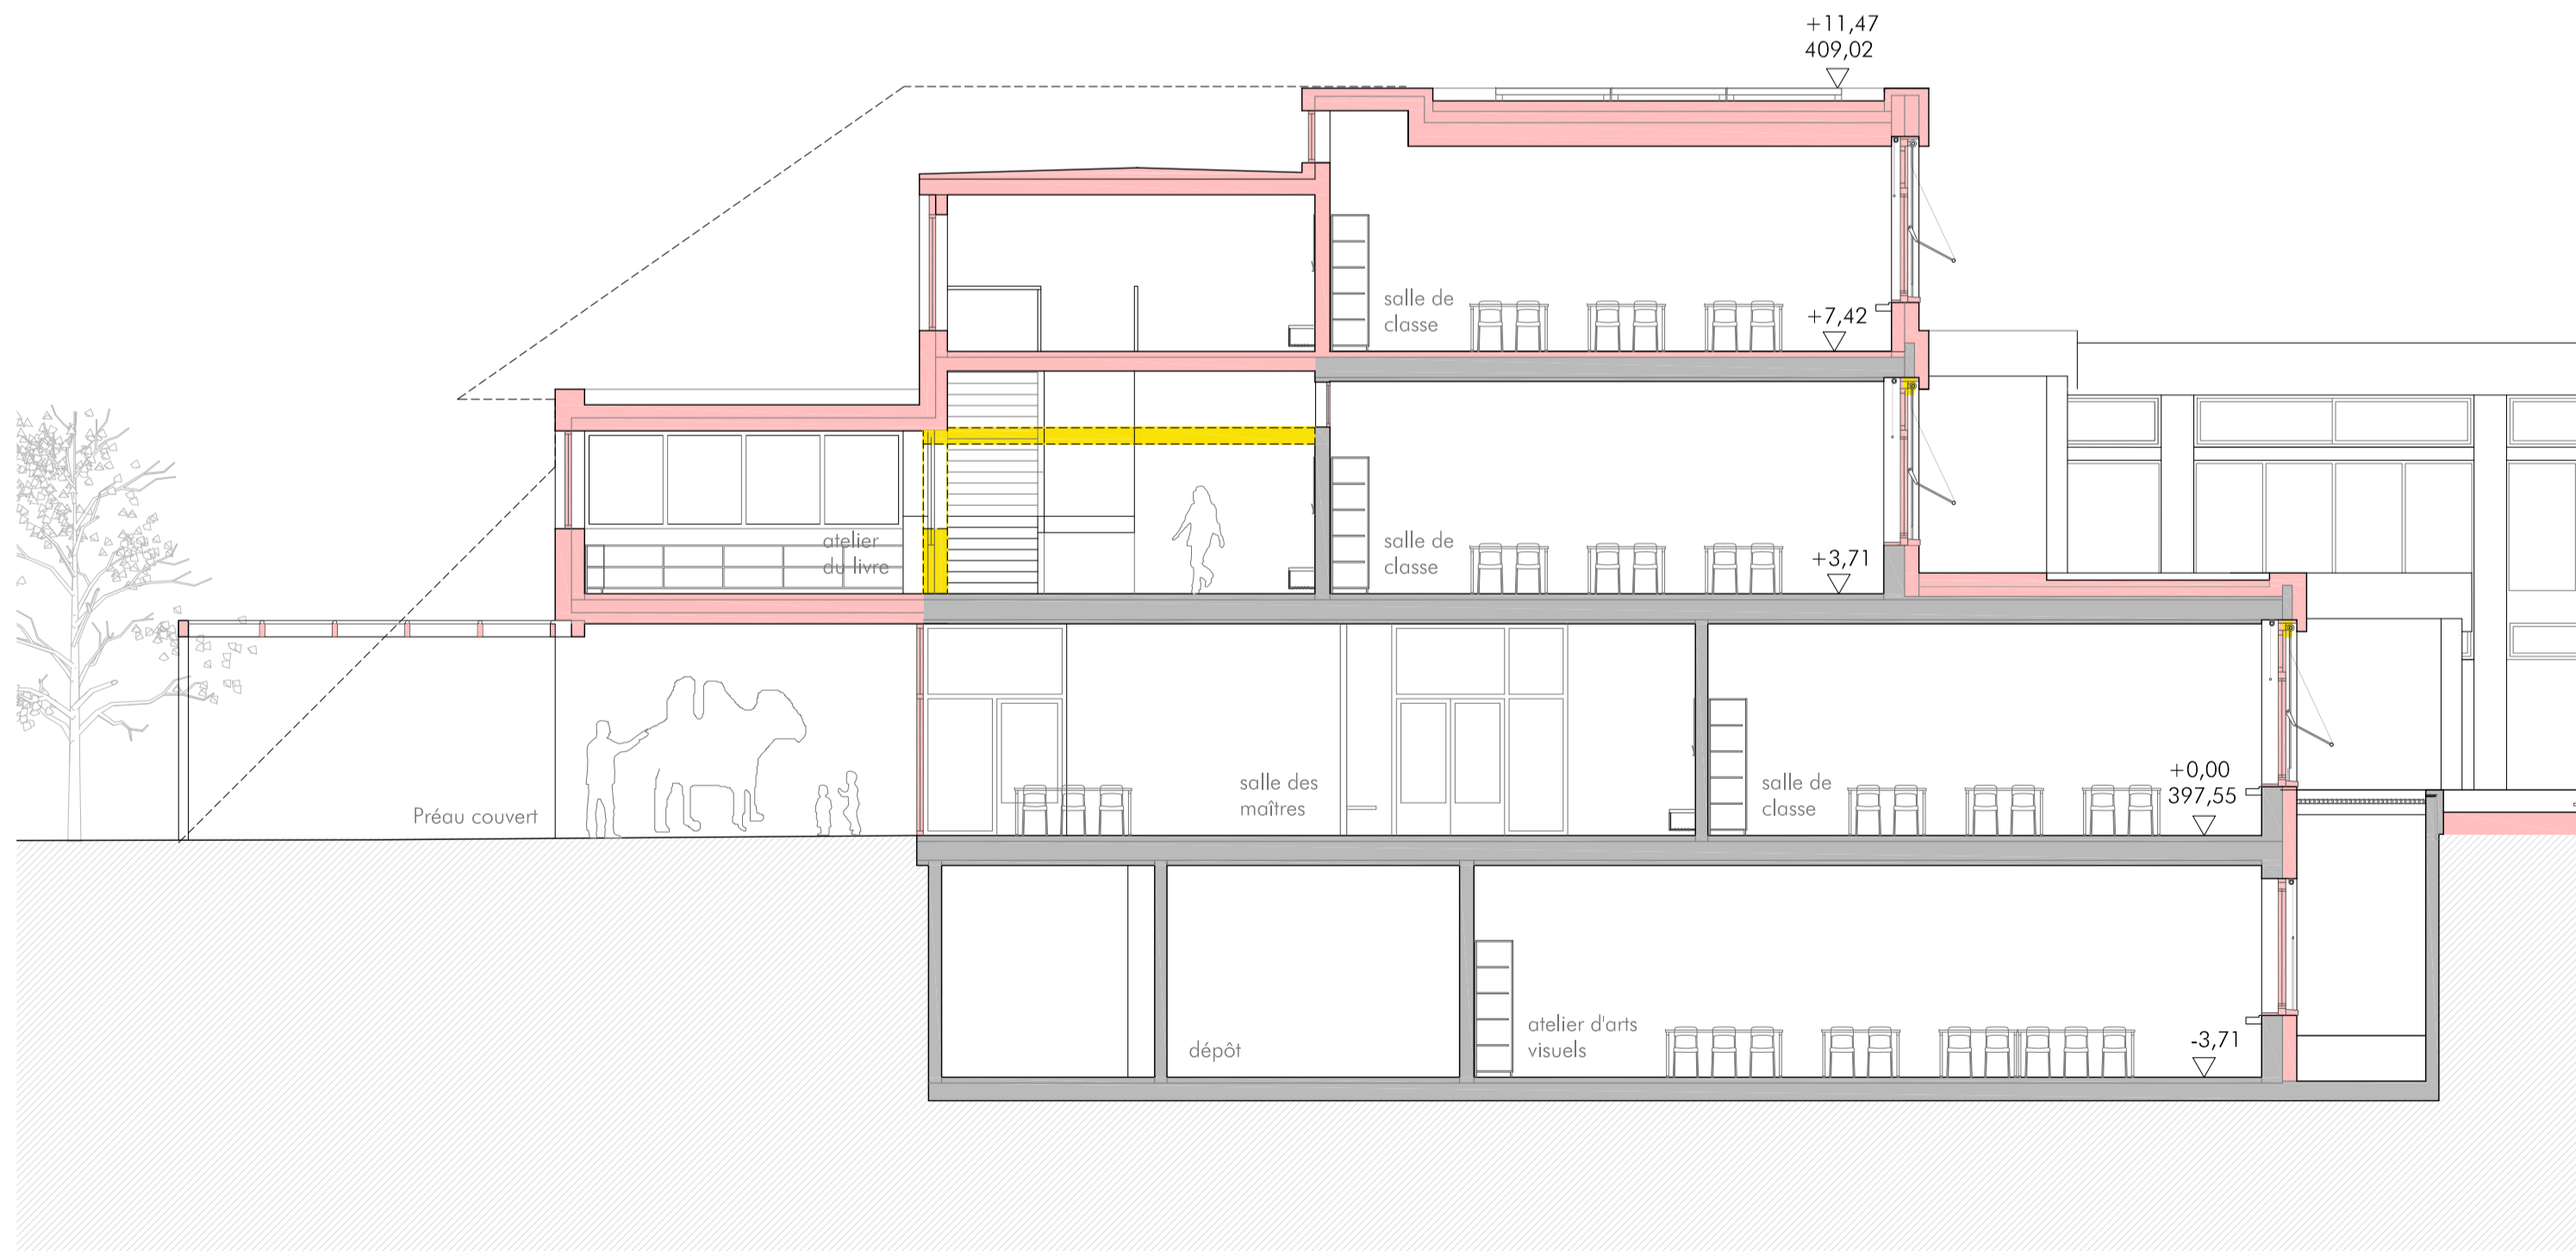 +11,47
409,02
salle de
classe
+7,42
atelier
du livre
salle de
classe
+3,71
Préau couvert
salle des
maîtres
salle de
classe
+0,00
397,55
dépôt
atelier d'arts
visuels
-3,71